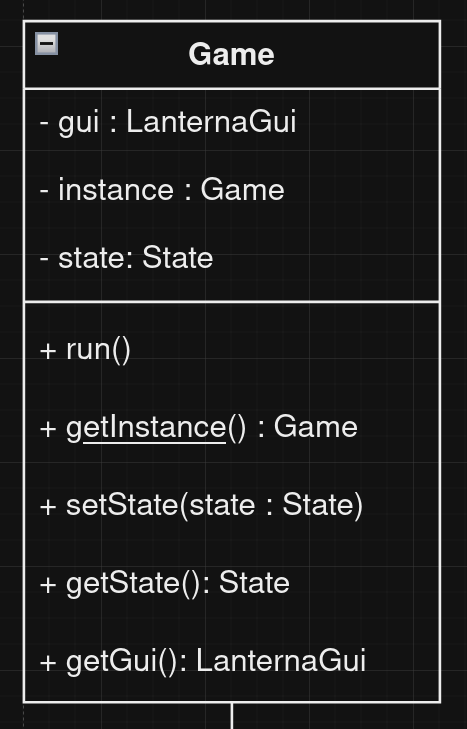 Game
- gui : LanternaGui
- instance : Game
- state: State
+ run()
+ getInstance() : Game
+ setState(state : State)
+ getState(): State
+ getGui(): LanternaGui